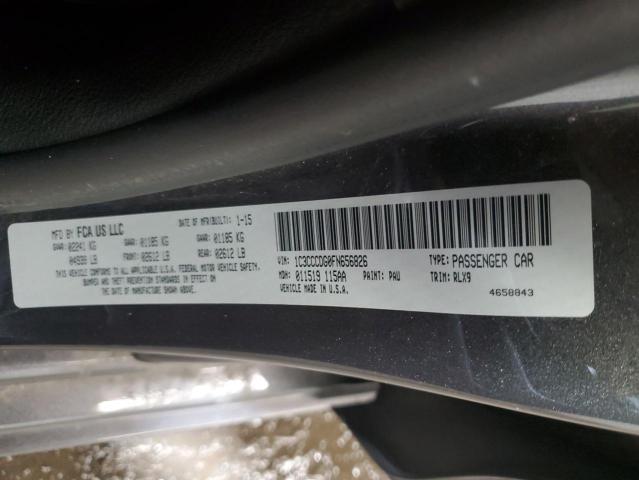 MFD BY FCA US LLC DATE OF MFR(BUILT): 1-15
GVWR: 02241 KG GAWR: 01185 KG GAWR: 01185 KG
04938 LB FRONT: 02612 LB REAR: 02612 LB
THIS VEHICLE CONFORMS TO ALL APPLICABLE U.S.A. FEDERAL MOTOR VEHICLE SAFETY,
BUMPER AND THEFT PREVENTION STANDARDS IN EFFECT ON
THE DATE OF MANUFACTURE SHOWN ABOVE.
VIN: 1C3CCCDG0FN656826 TYPE: PASSENGER CAR
MDH: 011519 115AA PAINT: PAU TRIM: RLX9
VEHICLE MADE IN U.S.A. 4658843